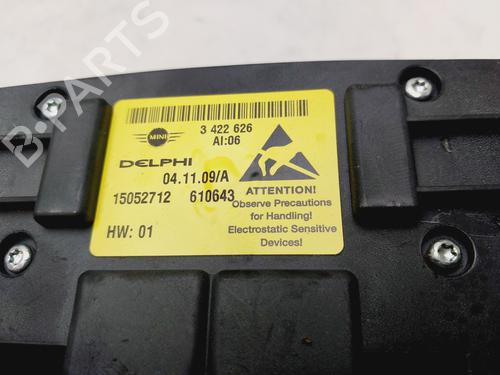 B-PARTS
MINI
3 422 626
AI:06
DELPHI
04.11.09/A
15052712 610643
HW: 01
ATTENTION!
Observe Precautions
for Handling!
Electrostatic Sensitive
Devices!